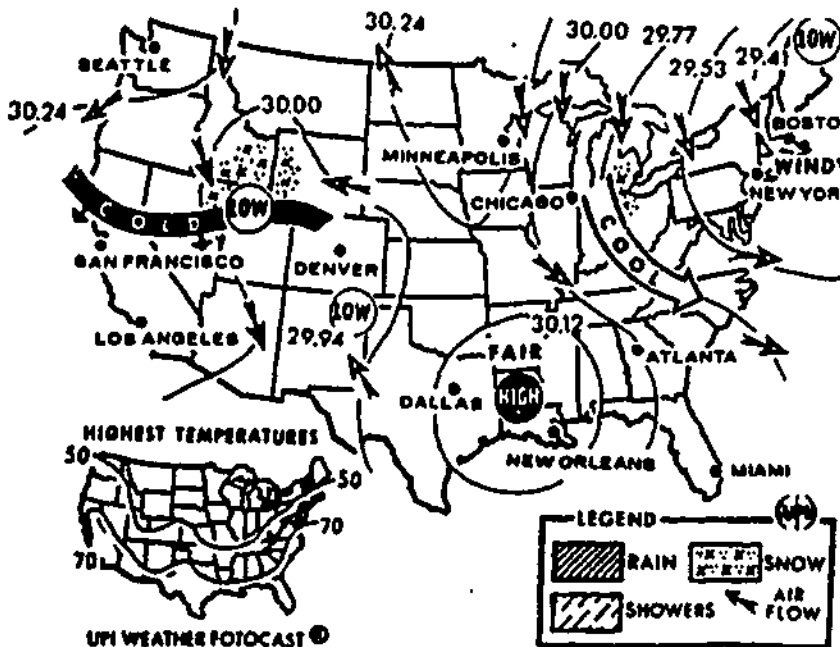 30.24
30.00
29.77
29.53
29.41
LOW
SEATTLE
30.24
30.00
BOSTO
WINDY
NEW YORK
MINNEAPOLIS
CHICAGO
LOW
COLD
COOL
SAN FRANCISCO
DENVER
LOW
LOS ANGELES
29.94
30.12
FAIR
ATLANTA
DALLAS
HIGH
NEW ORLEANS
MIAMI
HIGHEST TEMPERATURES
50
50
70
70
LEGEND
UPI
RAIN
SNOW
SHOWERS
AIR
FLOW
UPI WEATHER FOTOCAST ®